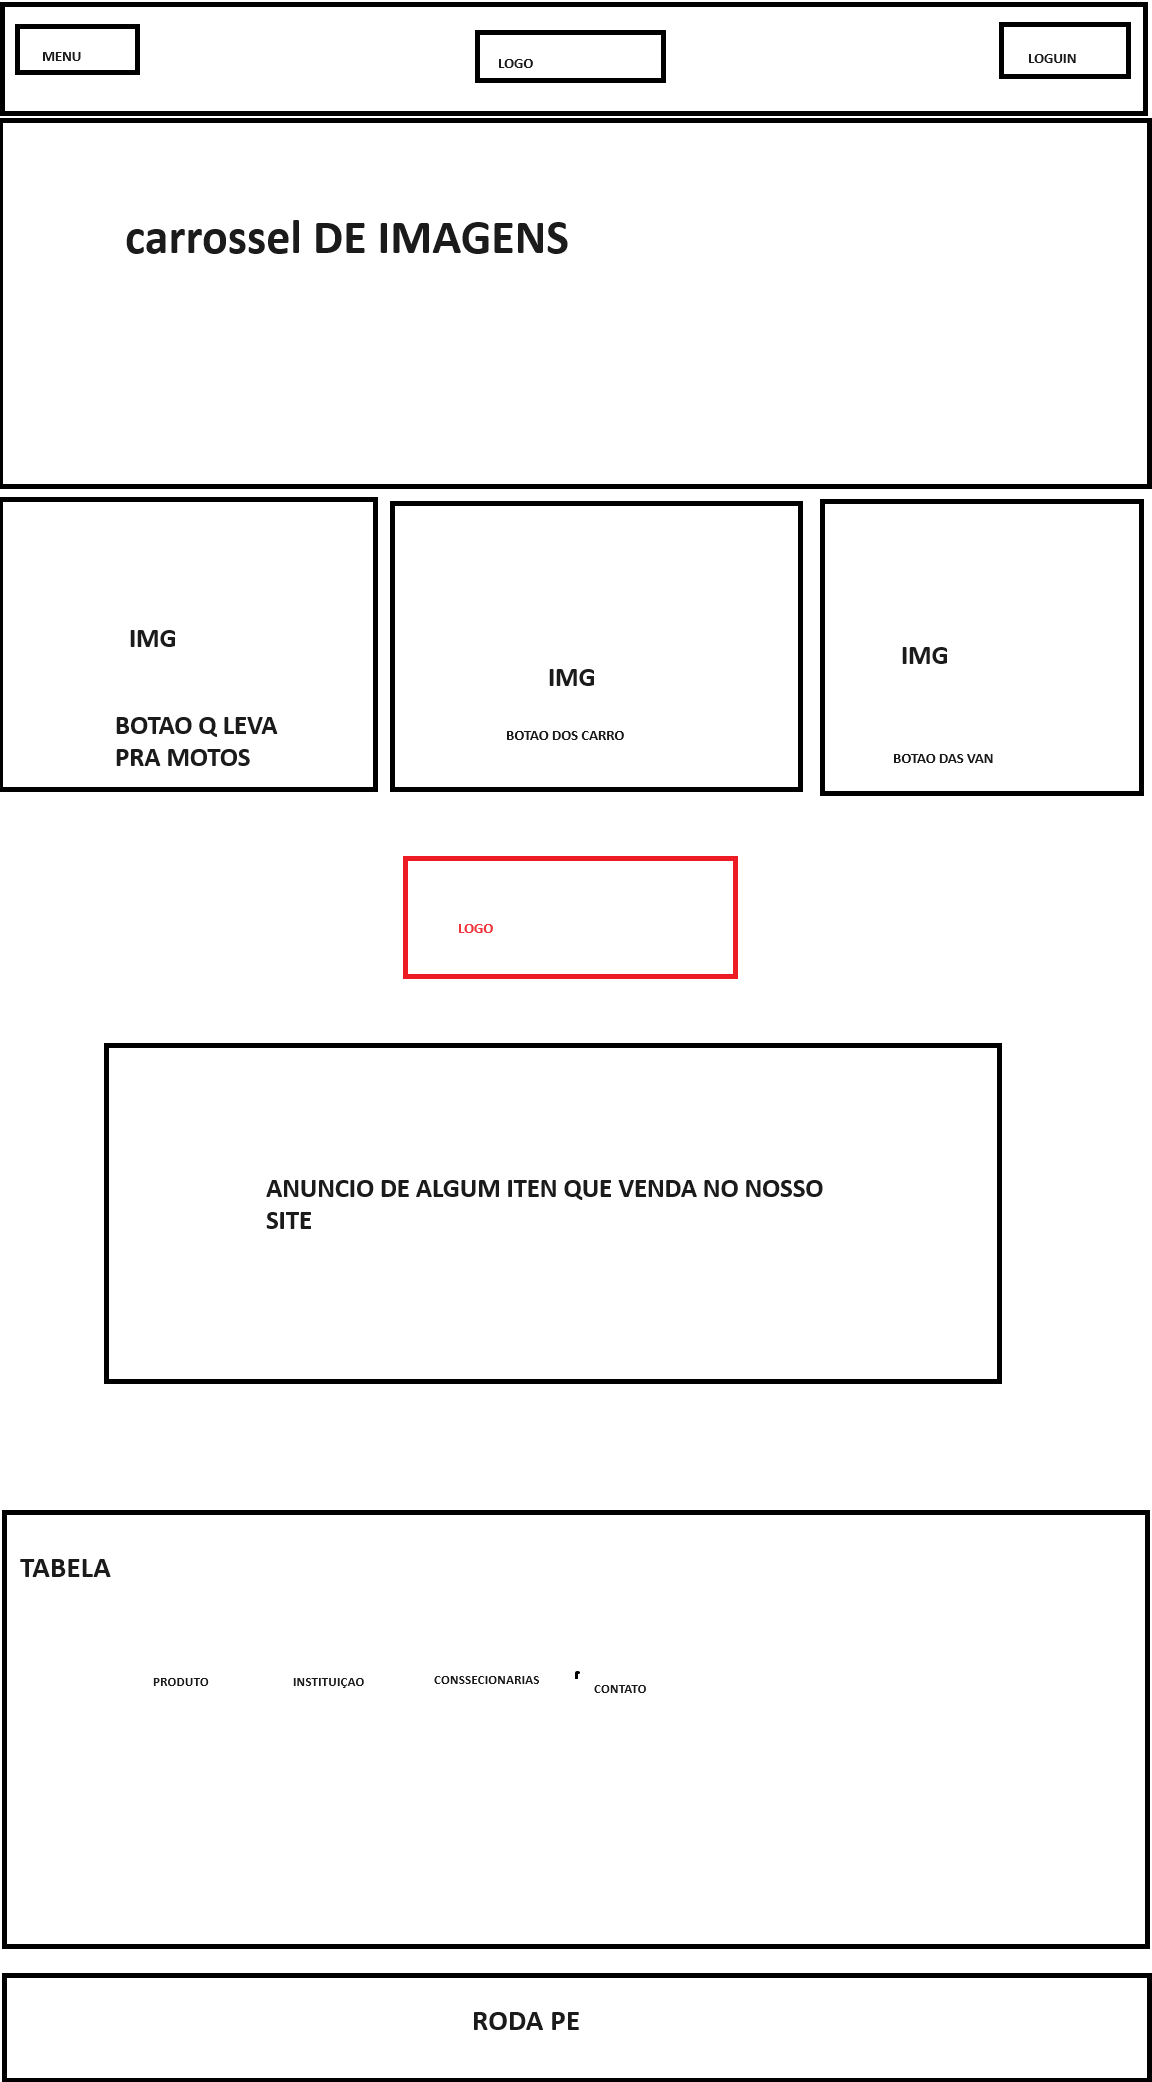 MENU
LOGO
LOGUIN
carrossel DE IMAGENS
IMG
BOTAO Q LEVA
PRA MOTOS
IMG
BOTAO DOS CARRO
IMG
BOTAO DAS VAN
LOGO
ANUNCIO DE ALGUM ITEN QUE VENDA NO NOSSO
SITE
TABELA
PRODUTO
INSTITUIÇAO
CONSSECIONARIAS
CONTATO
RODA PE